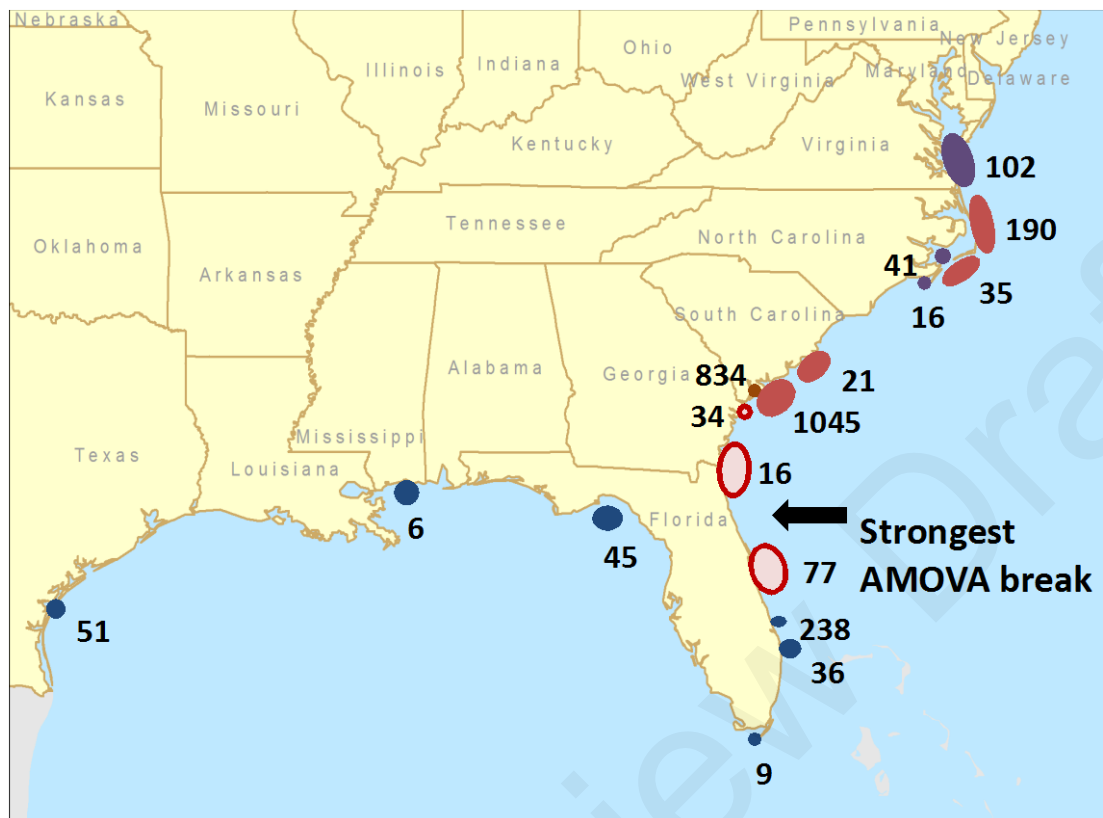 Nebraska
Pennsylvania
New Jersey
Ohio
Illinois
Indiana
Maryland
Delaware
West Virginia
Kansas
Missouri
Kentucky
Virginia
102
Tennessee
North Carolina
190
Oklahoma
Arkansas
41
35
16
South Carolina
834
21
Alabama
Georgia
34
1045
Mississippi
Texas
Louisiana
16
6
Florida
45
Strongest
AMOVA break
77
51
238
36
9